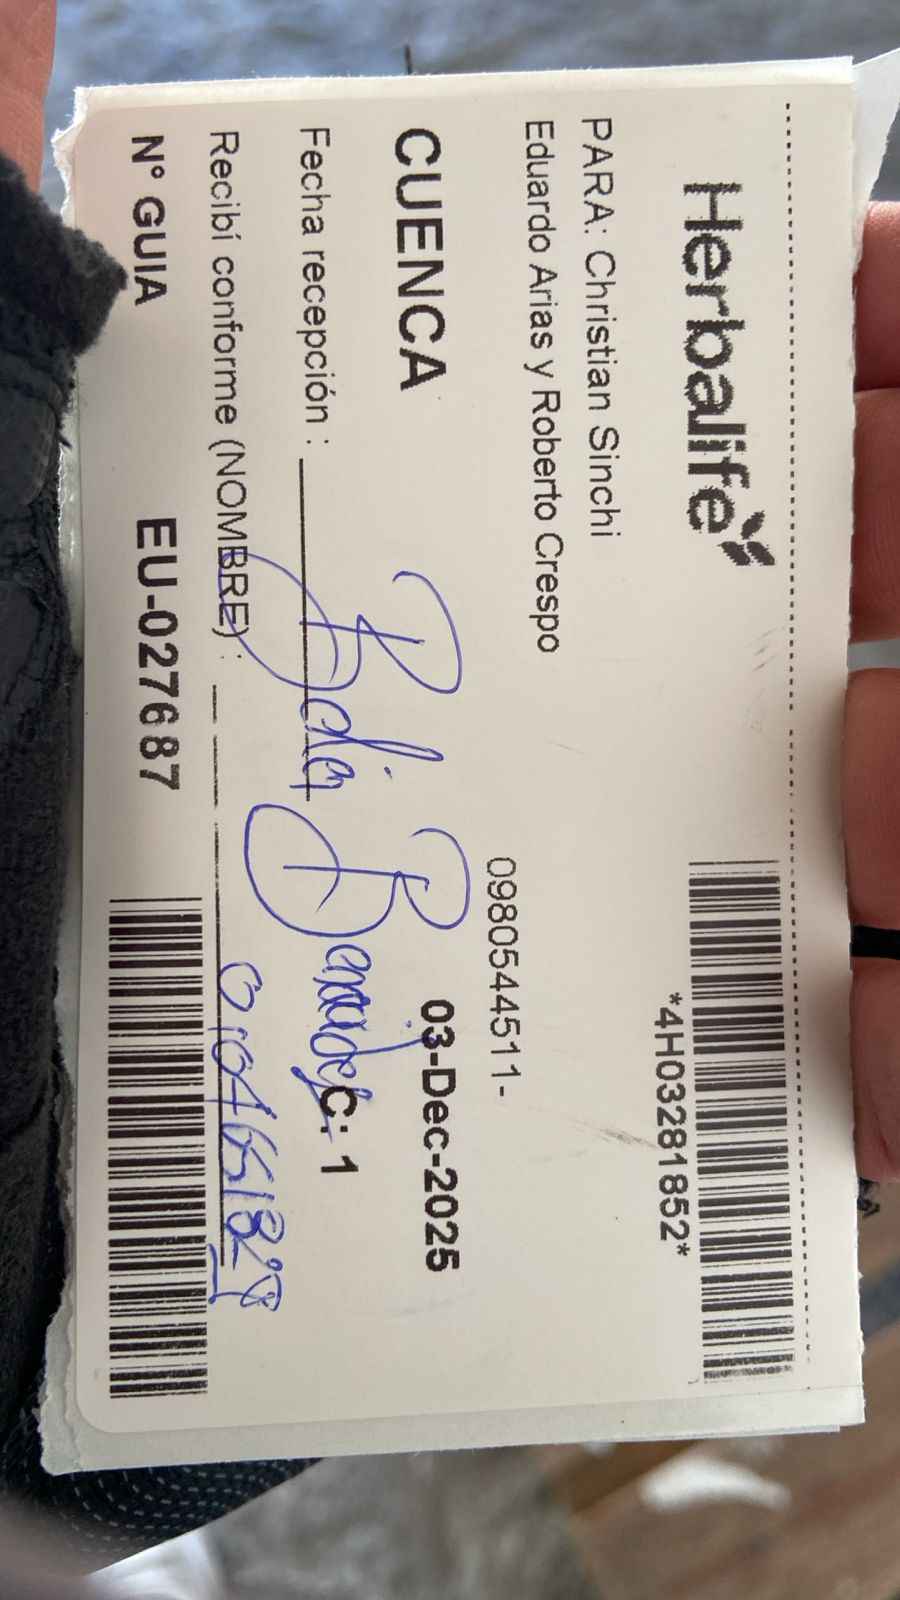 Herbalife
*4H03281852*
PARA: Christian Sinchi
Eduardo Arias y Roberto Crespo
0980544511-
CUENCA
03-Dec-2025
Fecha recepción :
C: 1
Recibí conforme (NOMBRE) :
N° GUIA EU-027687